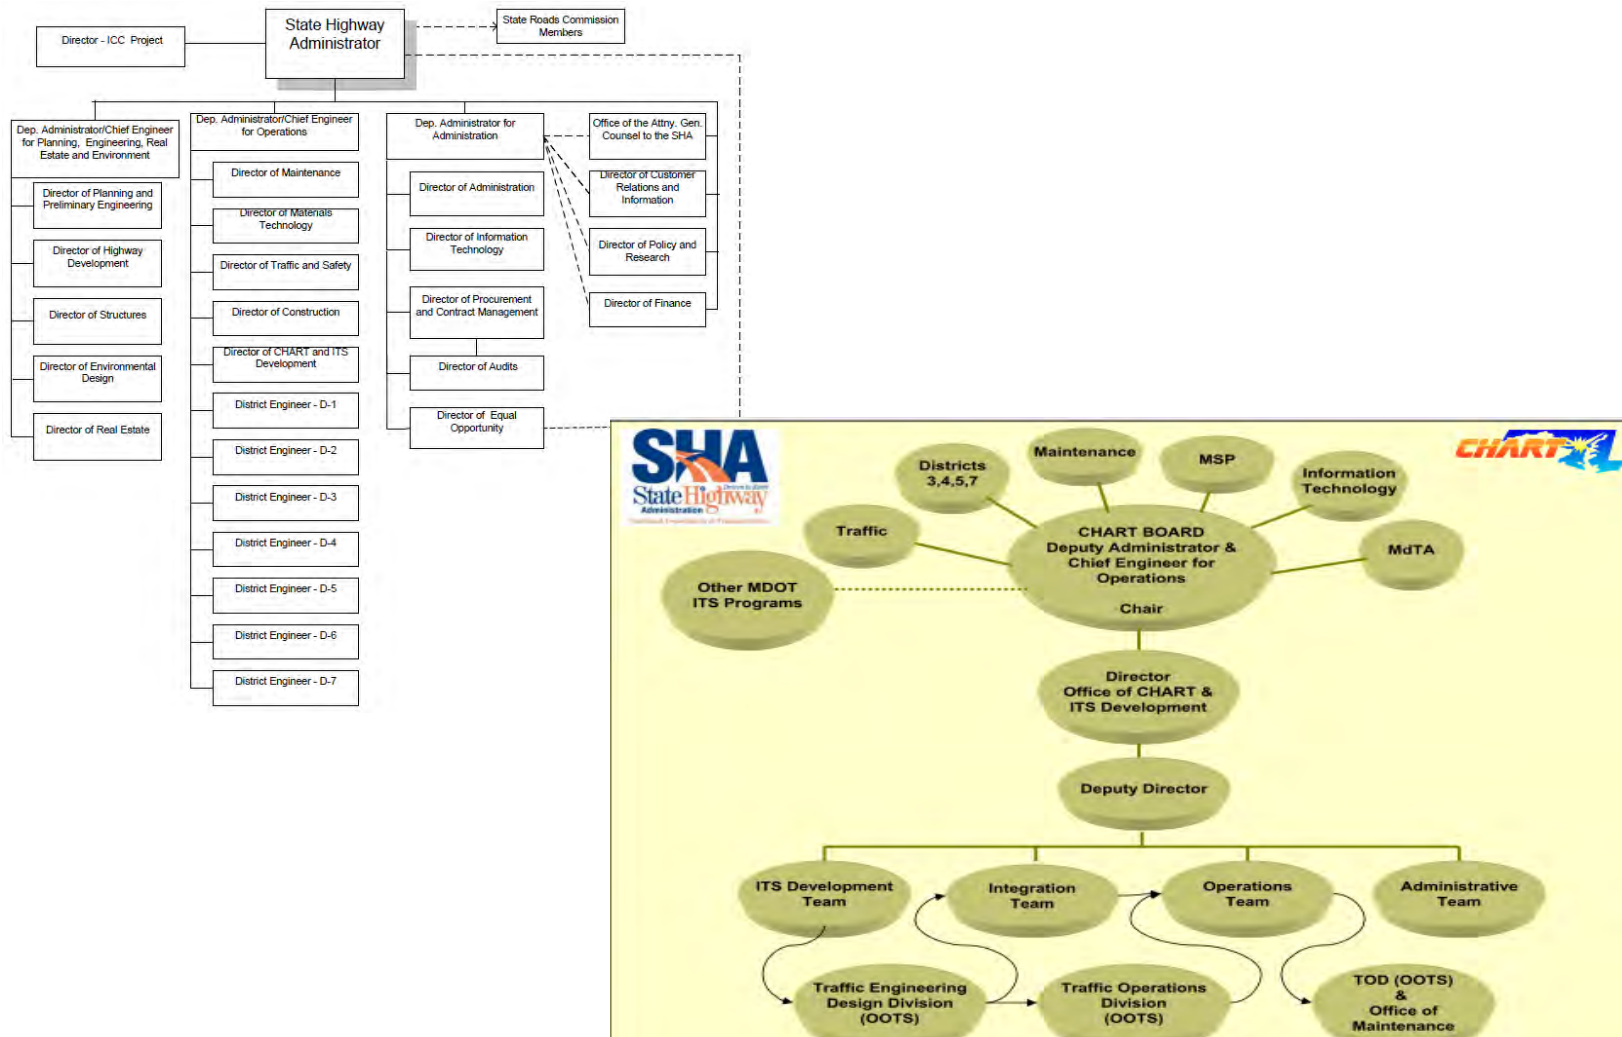 State Highway
Administrator
State Roads Commission
Members
Director - ICC Project
Dep. Administrator/Chief Engineer
for Planning, Engineering, Real
Estate and Environment
Director of Planning and
Preliminary Engineering
Director of Highway
Development
Director of Structures
Director of Environmental
Design
Director of Real Estate
Dep. Administrator/Chief Engineer
for Operations
Director of Maintenance
Director of Materials
Technology
Director of Traffic and Safety
Director of Construction
Director of CHART and ITS
Development
District Engineer - D-1
District Engineer - D-2
District Engineer - D-3
District Engineer - D-4
District Engineer - D-5
District Engineer - D-6
District Engineer - D-7
Dep. Administrator for
Administration
Director of Administration
Director of Information
Technology
Director of Procurement
and Contract Management
Director of Audits
Director of Equal
Opportunity
Office of the Attny. Gen.
Counsel to the SHA
Director of Customer
Relations and
Information
Director of Policy and
Research
Director of Finance
SHA
State Highway
Administration
CHART
Traffic
Districts
3,4,5,7
Maintenance
MSP
Information
Technology
MdTA
Other MDOT
ITS Programs
CHART BOARD
Deputy Administrator &
Chief Engineer for
Operations
Chair
Director
Office of CHART &
ITS Development
Deputy Director
ITS Development
Team
Integration
Team
Operations
Team
Administrative
Team
Traffic Engineering
Design Division
(OOTS)
Traffic Operations
Division
(OOTS)
TOD (OOTS)
&
Office of
Maintenance